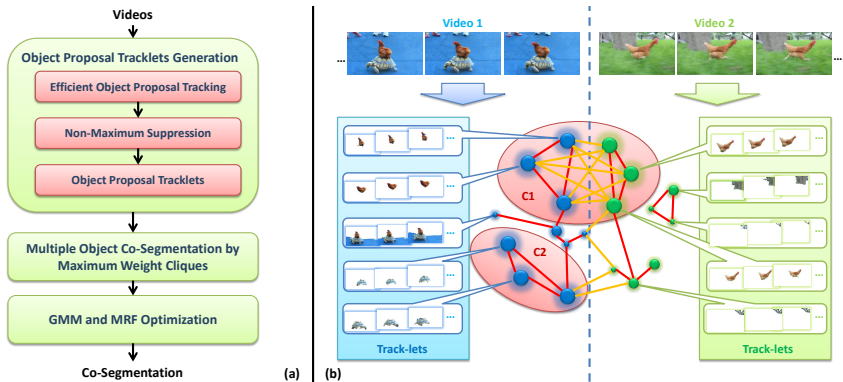 Videos
Object Proposal Tracklets Generation
Efficient Object Proposal Tracking
Non-Maximum Suppression
Object Proposal Tracklets
Multiple Object Co-Segmentation by
Maximum Weight Cliques
GMM and MRF Optimization
Co-Segmentation
(a)
Video 1
Video 2
...
...
...
...
...
...
...
...
...
...
...
...
C1
C2
Track-lets
Track-lets
(b)